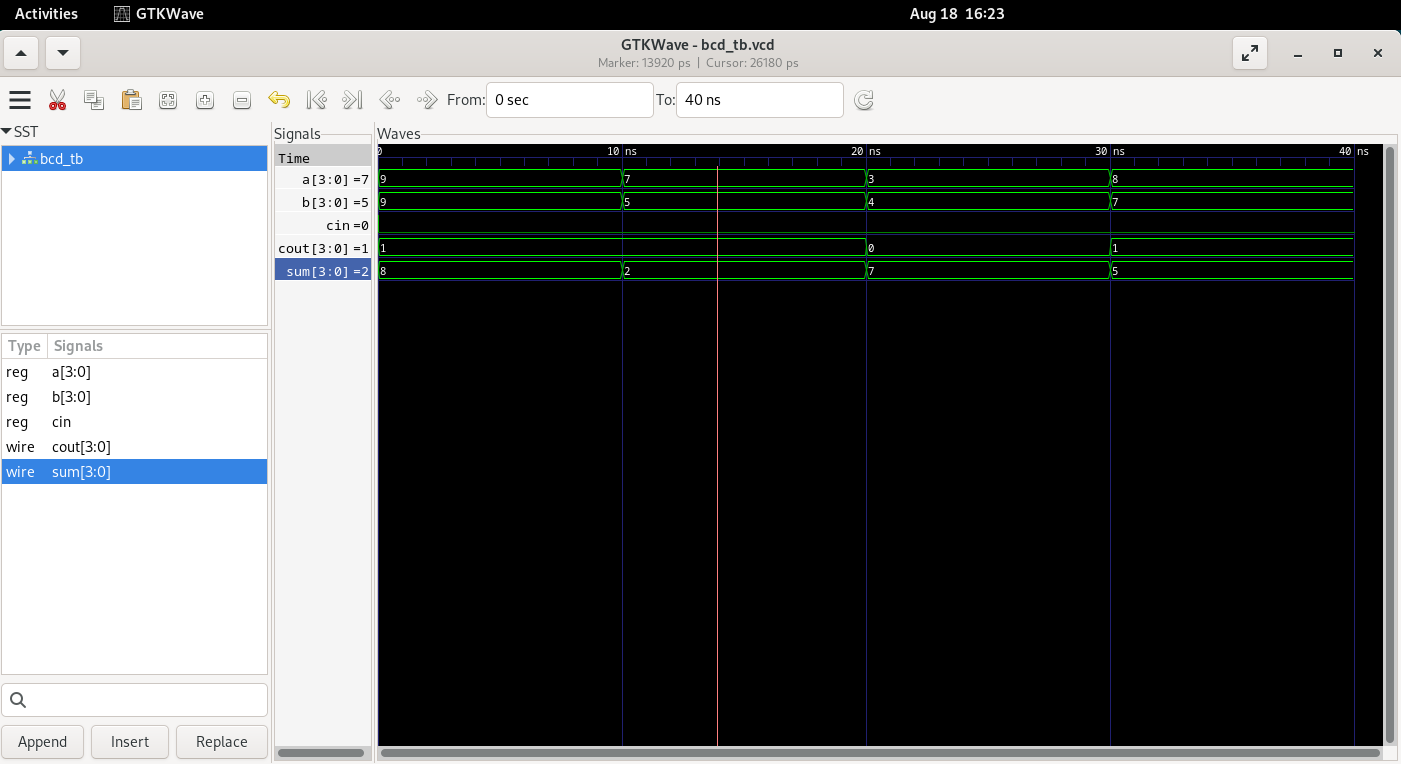 Activities GTKWave Aug 18 16:23
GTKWave - bcd_tb.vcd
Marker: 13920 ps | Cursor: 26180 ps
From: 0 sec To: 40 ns
SST
bcd_tb
Type Signals
reg a[3:0]
reg b[3:0]
reg cin
wire cout[3:0]
wire sum[3:0]
Append Insert Replace
Signals
Time
a[3:0] =7
b[3:0] =5
cin =0
cout[3:0] =1
sum[3:0] =2
Waves
0 10 ns 20 ns 30 ns 40 ns
9 7 3 8
9 5 4 7
1 0 1
8 2 7 5